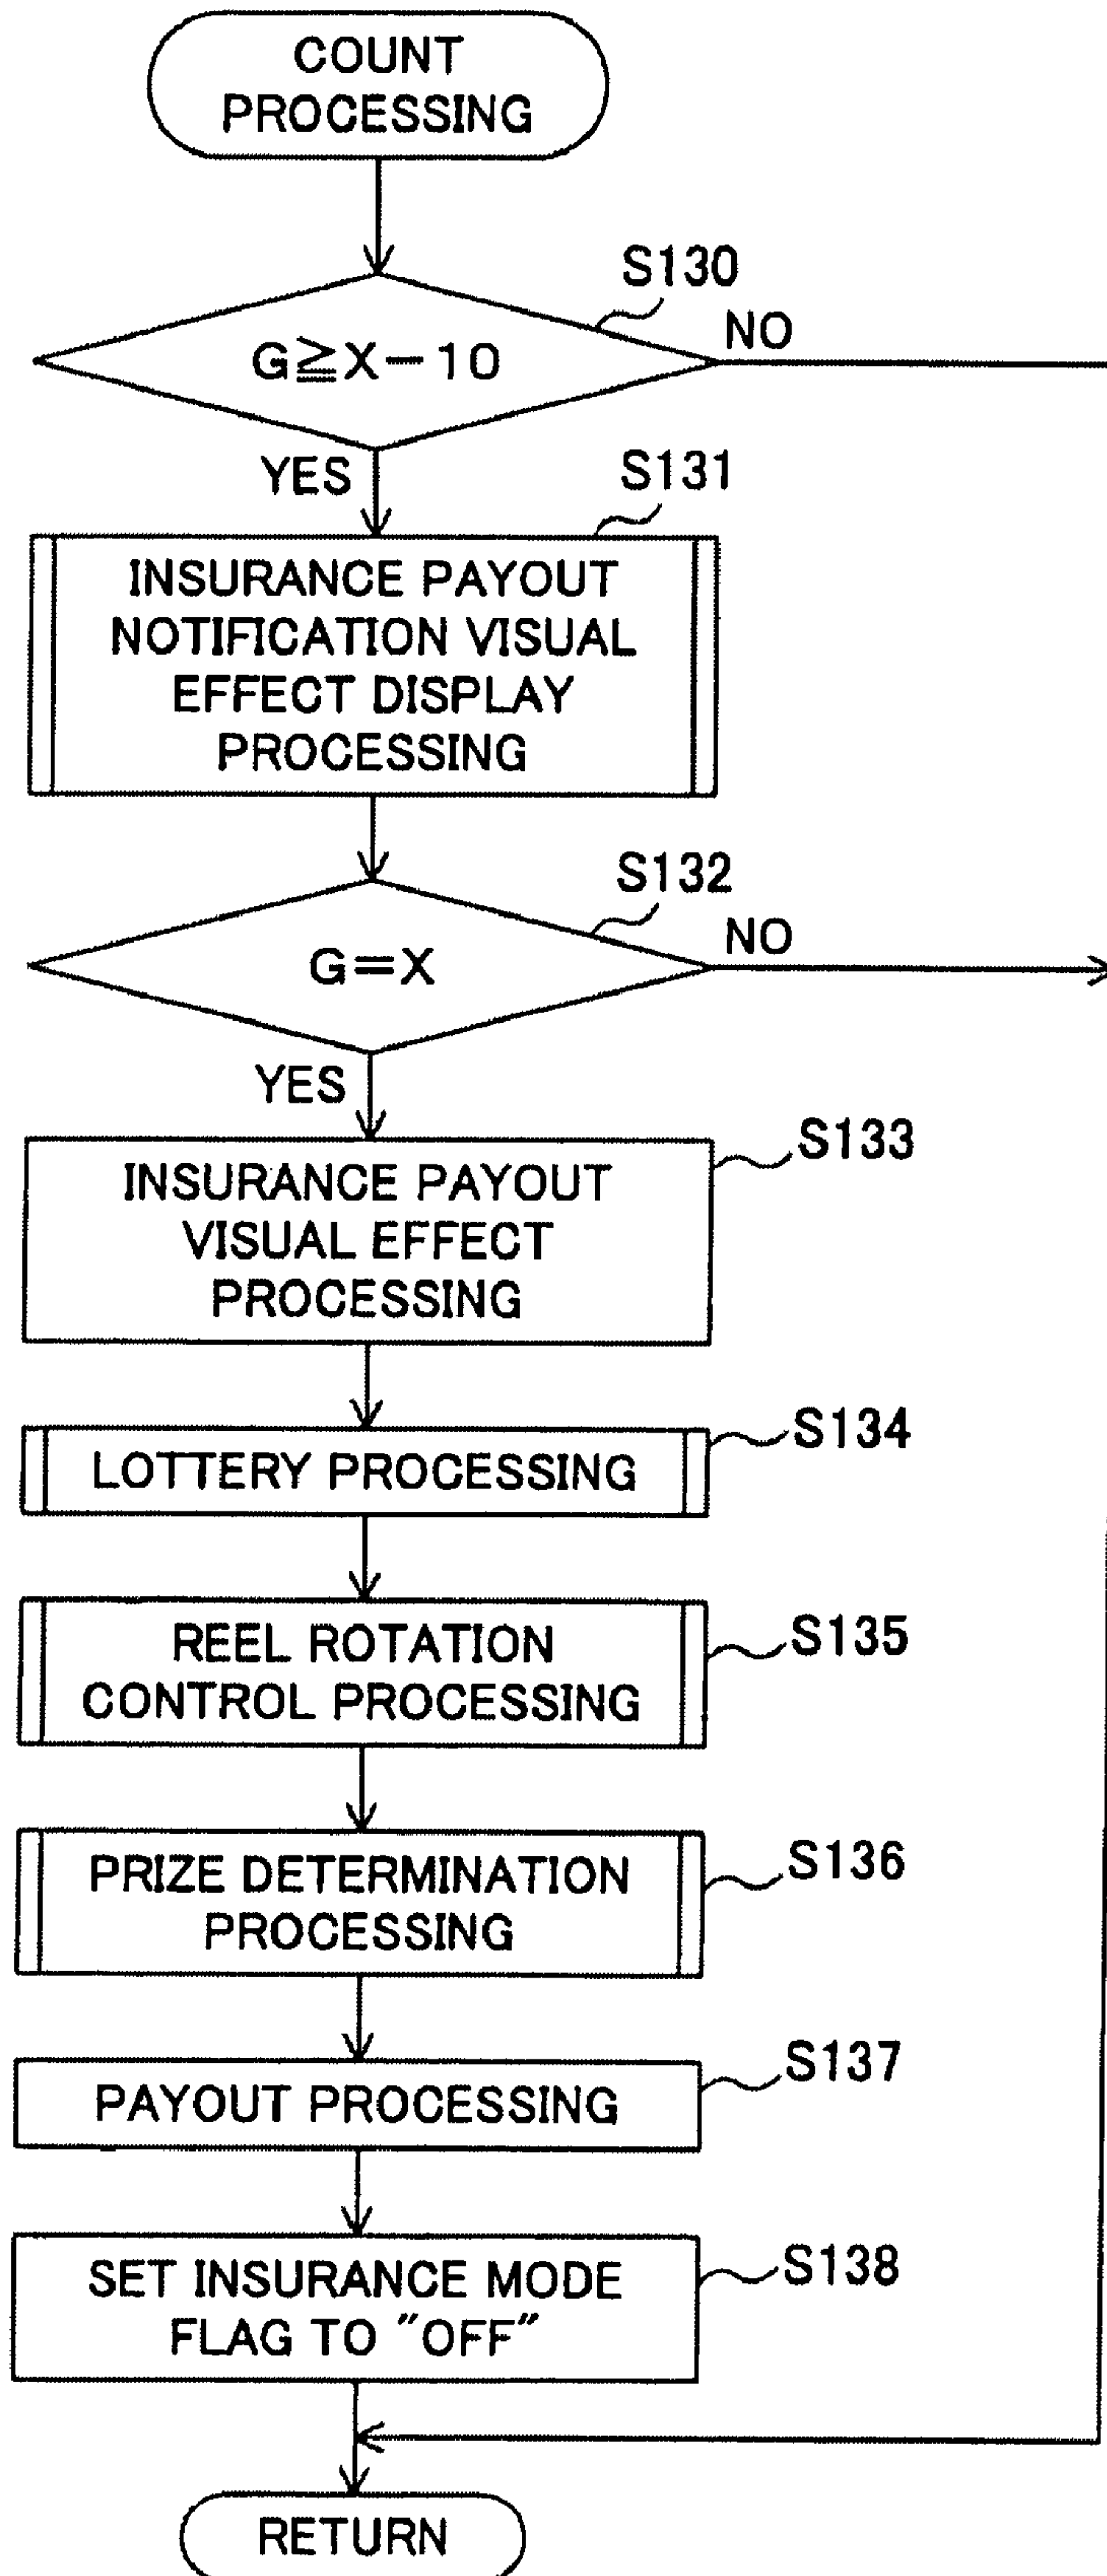 COUNT
PROCESSING
S130
G≧X-10
NO
YES
S131
INSURANCE PAYOUT
NOTIFICATION VISUAL
EFFECT DISPLAY
PROCESSING
S132
G=X
NO
YES
S133
INSURANCE PAYOUT
VISUAL EFFECT
PROCESSING
S134
LOTTERY PROCESSING
S135
REEL ROTATION
CONTROL PROCESSING
S136
PRIZE DETERMINATION
PROCESSING
S137
PAYOUT PROCESSING
S138
SET INSURANCE MODE
FLAG TO "OFF"
RETURN